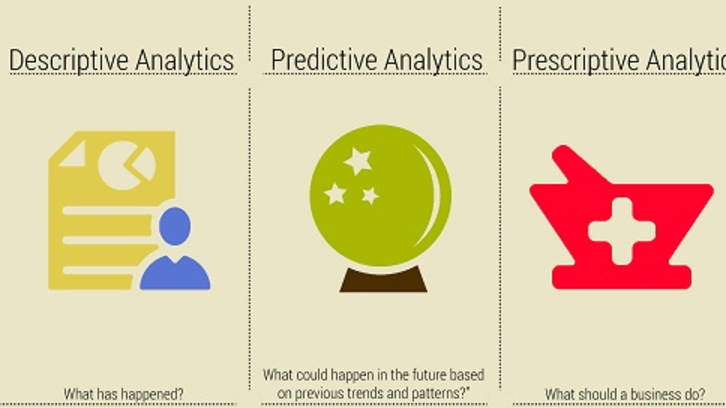 Descriptive Analytics
Predictive Analytics
Prescriptive Analytic
What has happened?
What could happen in the future based
on previous trends and patterns?"
What should a business do?